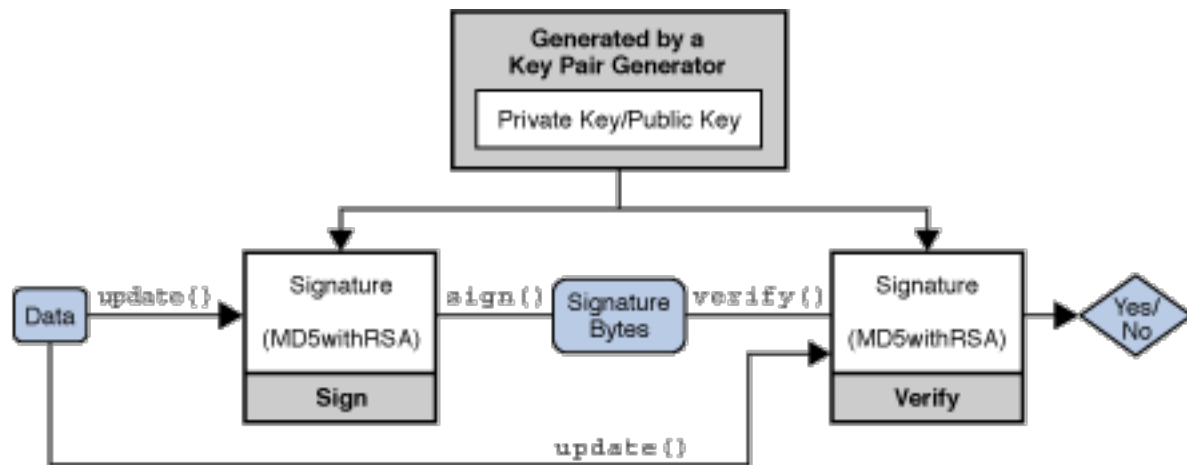 Generated by a
Key Pair Generator
Private Key/Public Key
Data
update()
Signature
(MD5withRSA)
Sign
sign()
Signature
Bytes
verify()
Signature
(MD5withRSA)
Verify
Yes/
No
update()